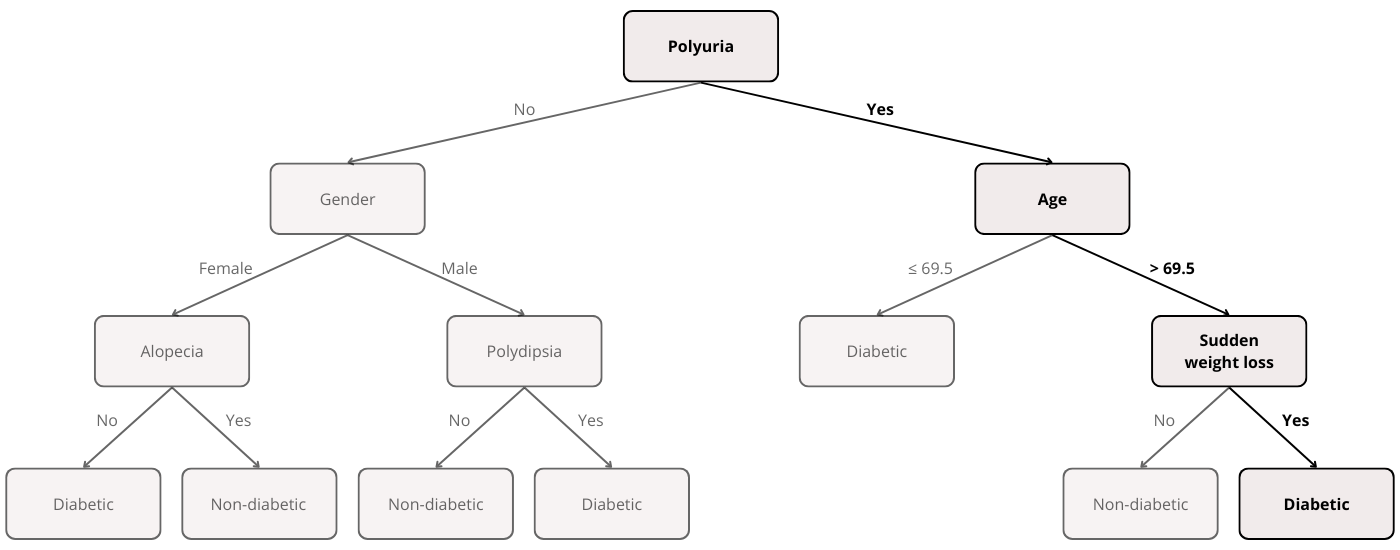 Polyuria
No
Yes
Gender
Age
Female
Male
≤ 69.5
> 69.5
Alopecia
Polydipsia
Diabetic
Sudden
weight loss
No
Yes
No
Yes
No
Yes
Diabetic
Non-diabetic
Non-diabetic
Diabetic
Non-diabetic
Diabetic